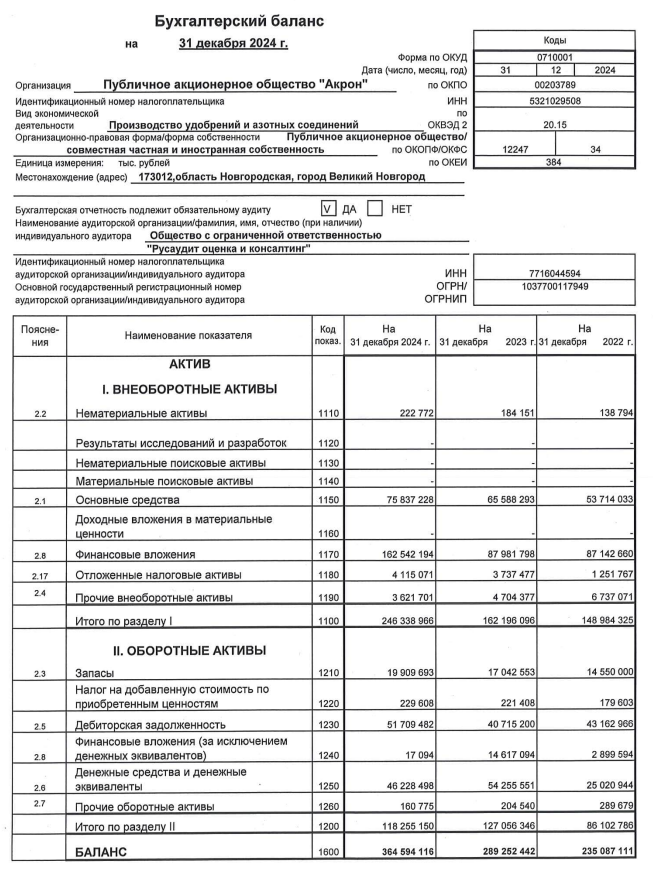 Бухгалтерский баланс
на 31 декабря 2024 г.
Коды
Форма по ОКУД 0710001
Дата (число, месяц, год) 31 12 2024
Организация Публичное акционерное общество "Акрон" по ОКПО 00203789
Идентификационный номер налогоплательщика ИНН 5321029508
Вид экономической по
деятельности Производство удобрений и азотных соединений ОКВЭД 2 20.15
Организационно-правовая форма/форма собственности Публичное акционерное общество/
совместная частная и иностранная собственность по ОКОПФ/ОКФС 12247 34
Единица измерения: тыс. рублей по ОКЕИ 384
Местонахождение (адрес) 173012,область Новгородская, город Великий Новгород
Бухгалтерская отчетность подлежит обязательному аудиту V ДА НЕТ
Наименование аудиторской организации/фамилия, имя, отчество (при наличии)
индивидуального аудитора Общество с ограниченной ответственностью
"Русаудит оценка и консалтинг"
Идентификационный номер налогоплательщика
аудиторской организации/индивидуального аудитора ИНН 7716044594
Основной государственный регистрационный номер ОГРН/ 1037700117949
аудиторской организации/индивидуального аудитора ОГРНИП
Поясне- Наименование показателя Код На На На
ния показ. 31 декабря 2024 г. 31 декабря 2023 г. 31 декабря 2022 г.
АКТИВ
I. ВНЕОБОРОТНЫЕ АКТИВЫ
2.2 Нематериальные активы 1110 222 772 184 151 138 794
Результаты исследований и разработок 1120 - - -
Нематериальные поисковые активы 1130 - - -
Материальные поисковые активы 1140 - - -
2.1 Основные средства 1150 75 837 228 65 588 293 53 714 033
Доходные вложения в материальные
ценности 1160 - - -
2.8 Финансовые вложения 1170 162 542 194 87 981 798 87 142 660
2.17 Отложенные налоговые активы 1180 4 115 071 3 737 477 1 251 767
2.4 Прочие внеоборотные активы 1190 3 621 701 4 704 377 6 737 071
Итого по разделу I 1100 246 338 966 162 196 096 148 984 325
II. ОБОРОТНЫЕ АКТИВЫ
2.3 Запасы 1210 19 909 693 17 042 553 14 550 000
Налог на добавленную стоимость по
приобретенным ценностям 1220 229 608 221 408 179 603
2.5 Дебиторская задолженность 1230 51 709 482 40 715 200 43 162 966
Финансовые вложения (за исключением
2.8 денежных эквивалентов) 1240 17 094 14 617 094 2 899 594
Денежные средства и денежные
2.6 эквиваленты 1250 46 228 498 54 255 551 25 020 944
2.7 Прочие оборотные активы 1260 160 775 204 540 289 679
Итого по разделу II 1200 118 255 150 127 056 346 86 102 786
БАЛАНС 1600 364 594 116 289 252 442 235 087 111